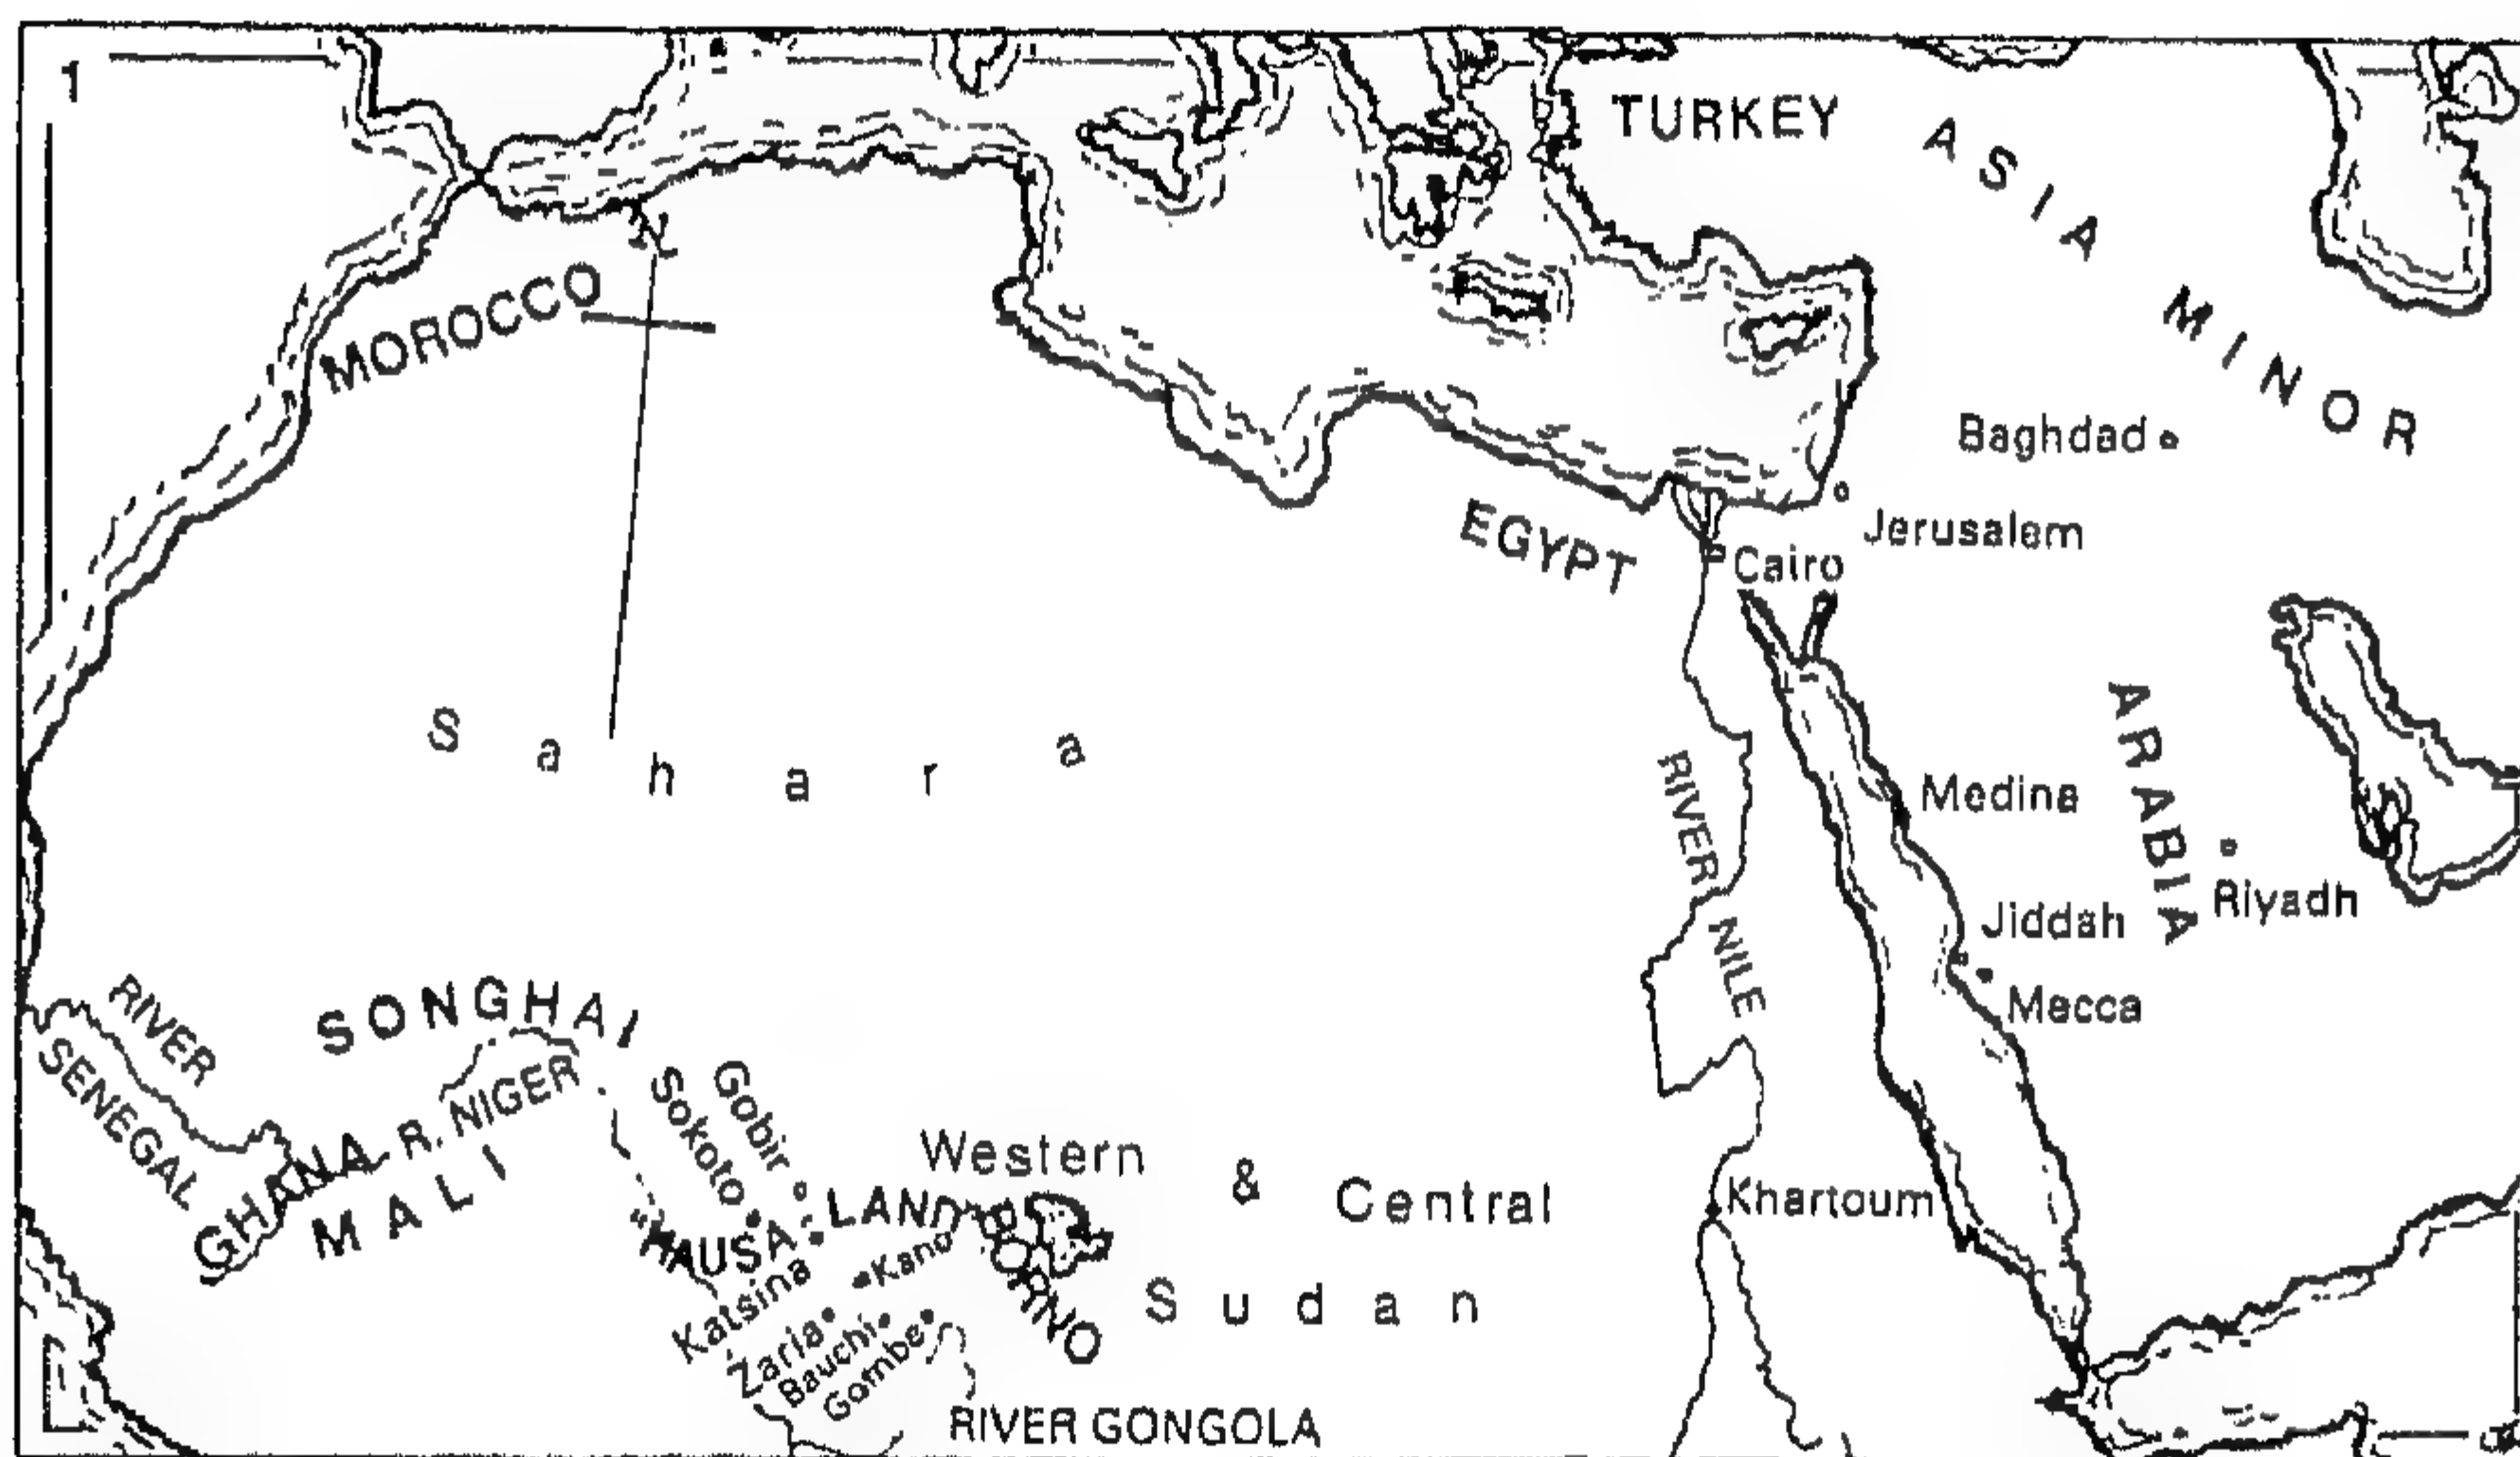 1
TURKEY
ASIA MINOR
MOROCCO
Baghdad
Jerusalem
EGYPT
Cairo
Sahara
ARABIA
Medina
RIVER NILE
Riyadh
Jiddah
Mecca
RIVER
SENEGAL
SONGHAI
R. NIGER
GHANA
MALI
Sokoto
Gobir
Western & Central
Sudan
Khartoum
HAUSA LAND
BORNO
Kano
Katsina
Zaria
Bauchi
Gombe
RIVER GONGOLA